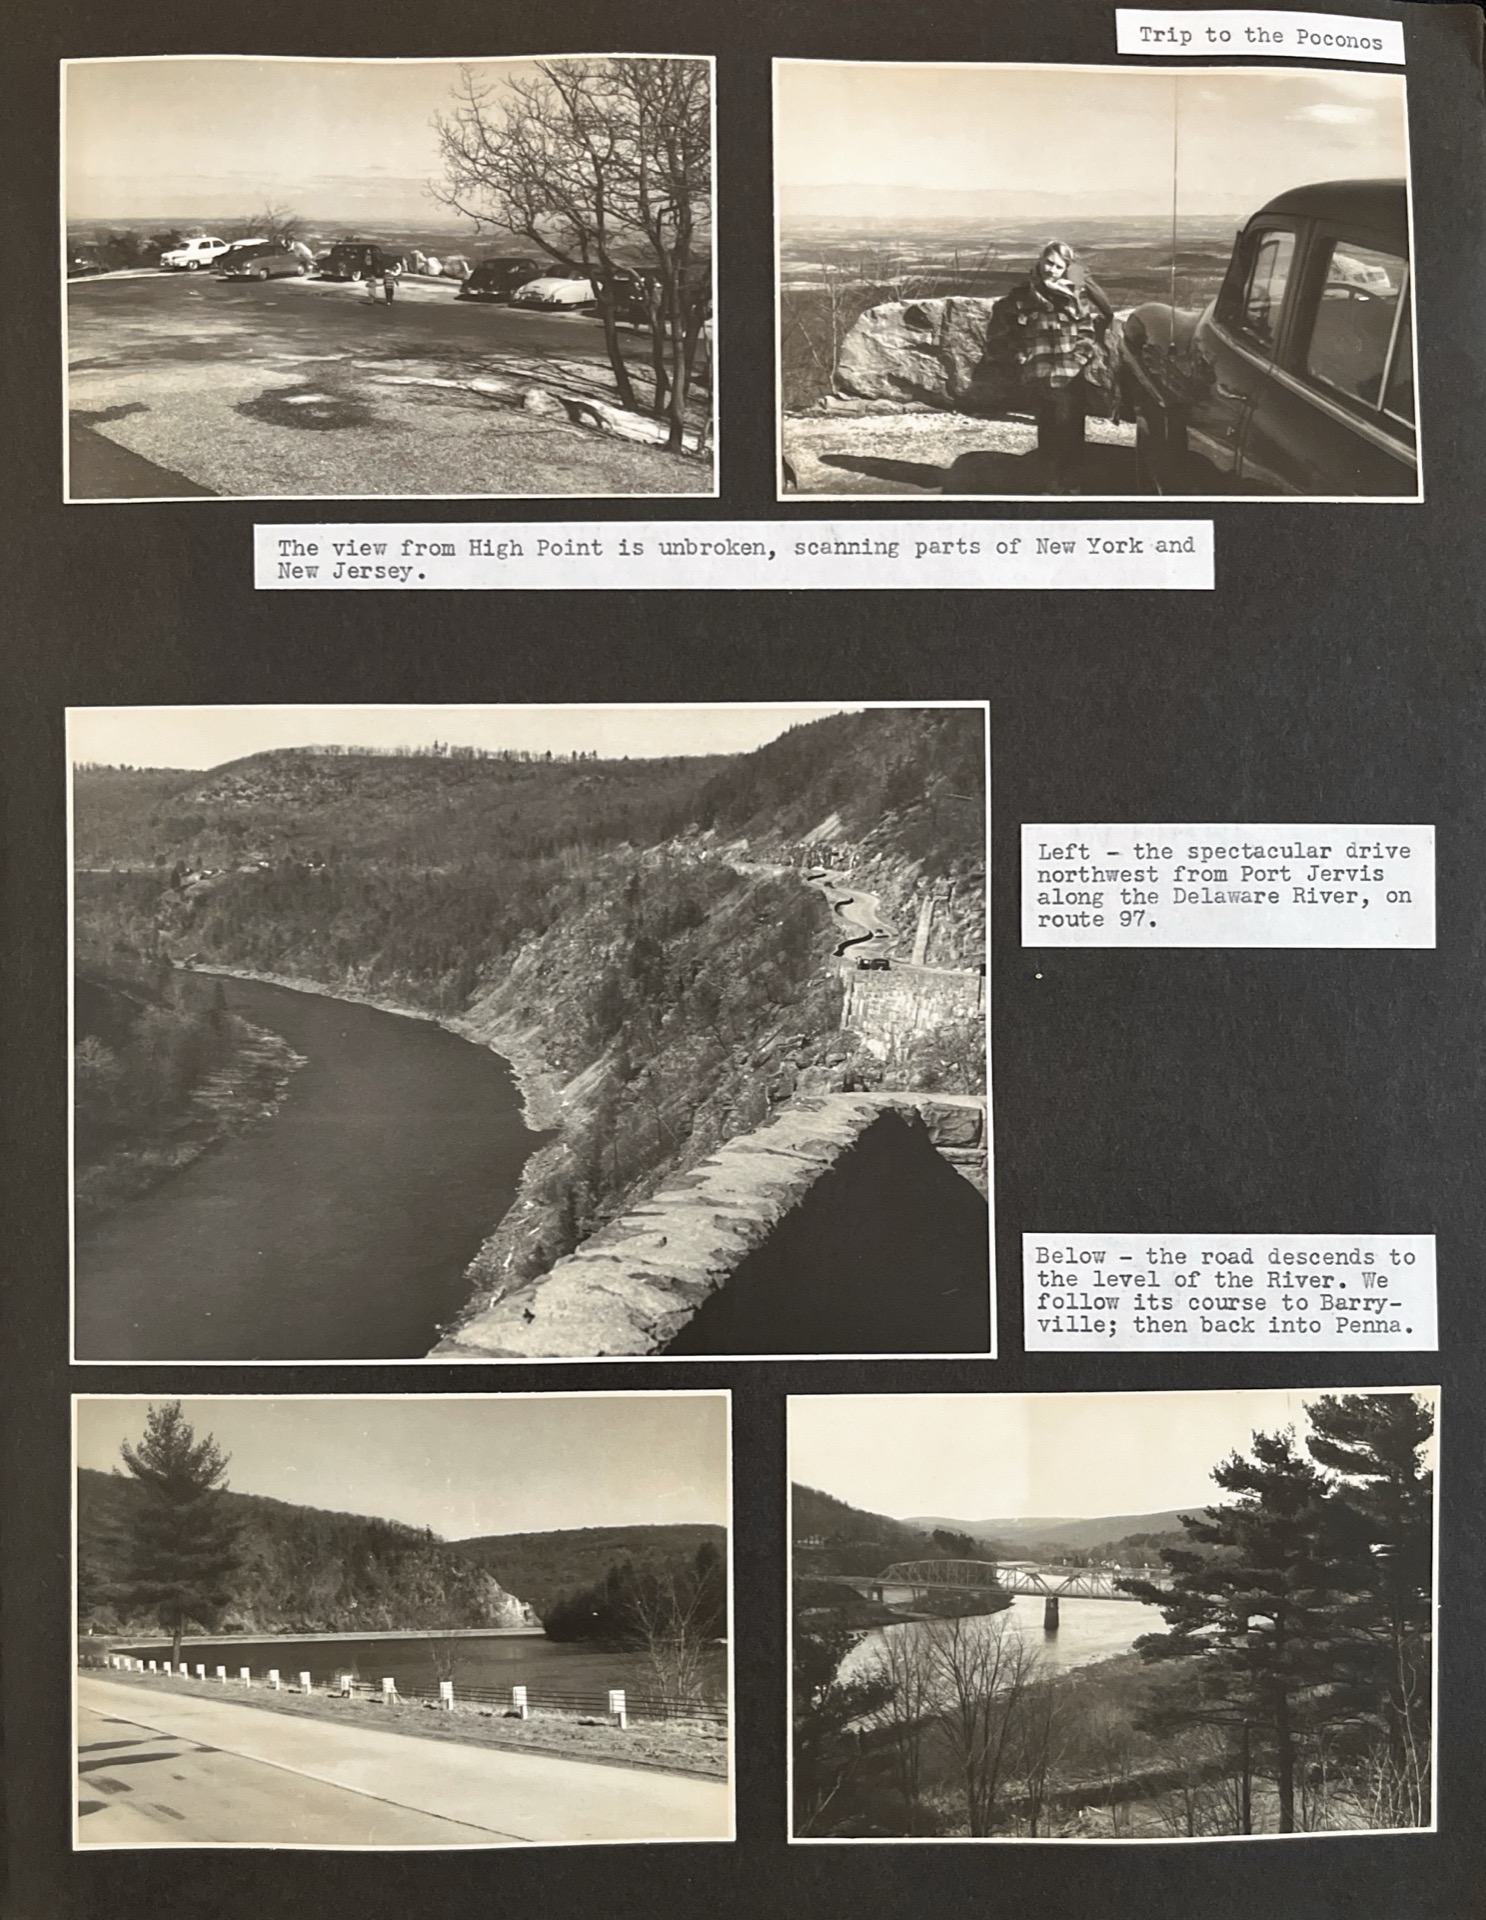 Trip to the Poconos
The view from High Point is unbroken, scanning parts of New York and
New Jersey.
Left - the spectacular drive
northwest from Port Jervis
along the Delaware River, on
route 97.
Below - the road descends to
the level of the River. We
follow its course to Barry-
ville; then back into Penna.